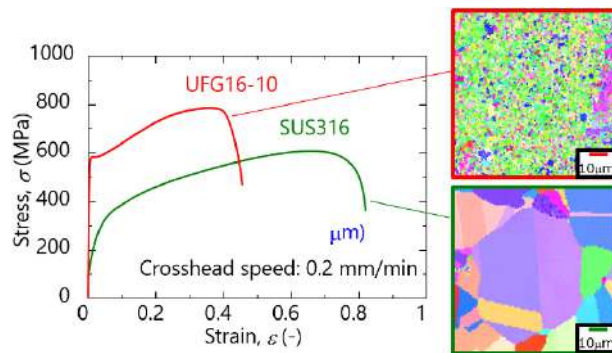 1000
800
600
400
200
0
Stress, σ (MPa)
UFG16-10
SUS316
μm)
Crosshead speed: 0.2 mm/min
0 0.2 0.4 0.6 0.8 1
Strain, ε (-)
10μm
10μm